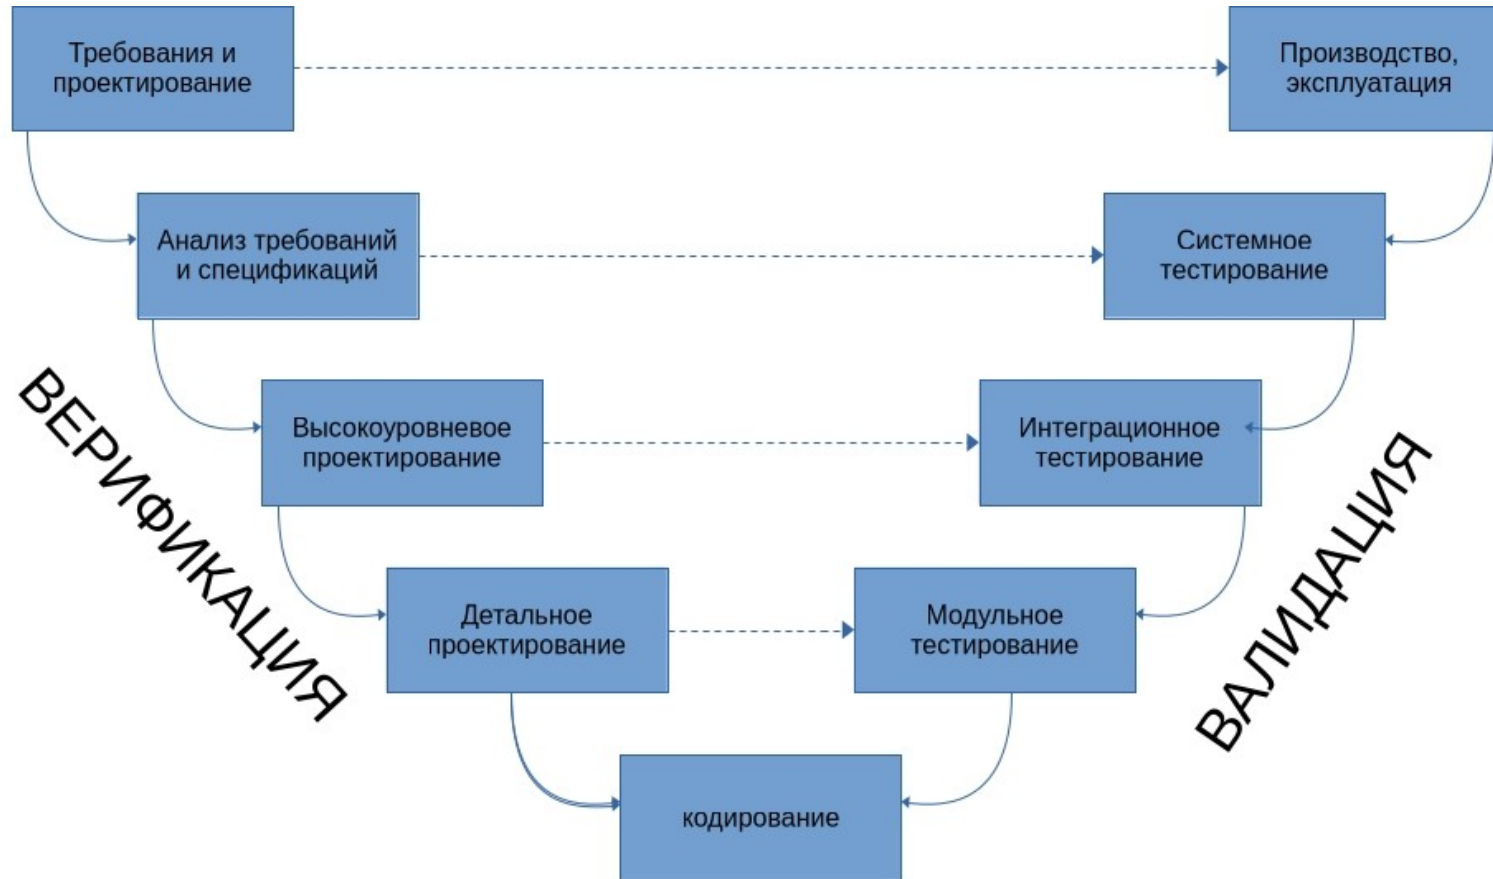 Требования и
проектирование
Производство,
эксплуатация
Анализ требований
и спецификаций
Системное
тестирование
Высокоуровневое
проектирование
Интеграционное
тестирование
ВЕРИФИКАЦИЯ
ВАЛИДАЦИЯ
Детальное
проектирование
Модульное
тестирование
кодирование